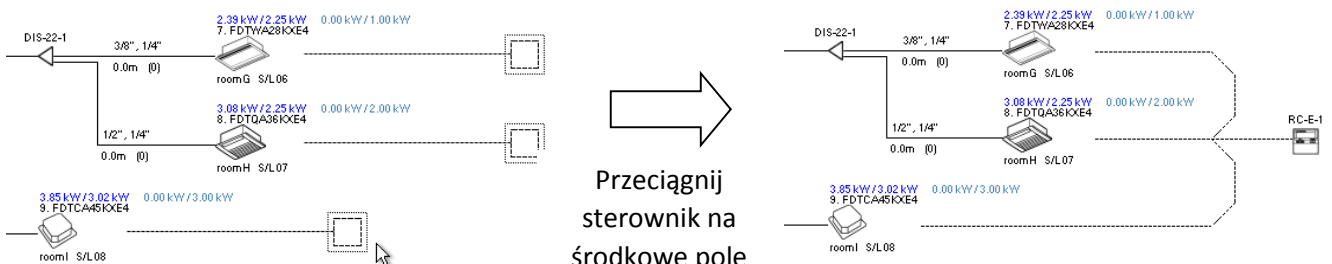 2.39 kW / 2.25 kW 0.00 kW / 1.00 kW
7. FDTWA28KXE4
DIS-22-1
3/8", 1/4"
0.0m (0)
roomG S/L06
3.08 kW / 2.25 kW 0.00 kW / 2.00 kW
8. FDTQA36KXE4
1/2", 1/4"
0.0m (0)
roomH S/L07
3.85 kW / 3.02 kW 0.00 kW / 3.00 kW
9. FDTCA45KXE4
roomI S/L08
Przeciągnij
sterownik na
środkowe pole
2.39 kW / 2.25 kW 0.00 kW / 1.00 kW
7. FDTWA28KXE4
DIS-22-1
3/8", 1/4"
0.0m (0)
roomG S/L06
3.08 kW / 2.25 kW 0.00 kW / 2.00 kW
8. FDTQA36KXE4
RC-E-1
1/2", 1/4"
0.0m (0)
roomH S/L07
3.85 kW / 3.02 kW 0.00 kW / 3.00 kW
9. FDTCA45KXE4
roomI S/L08